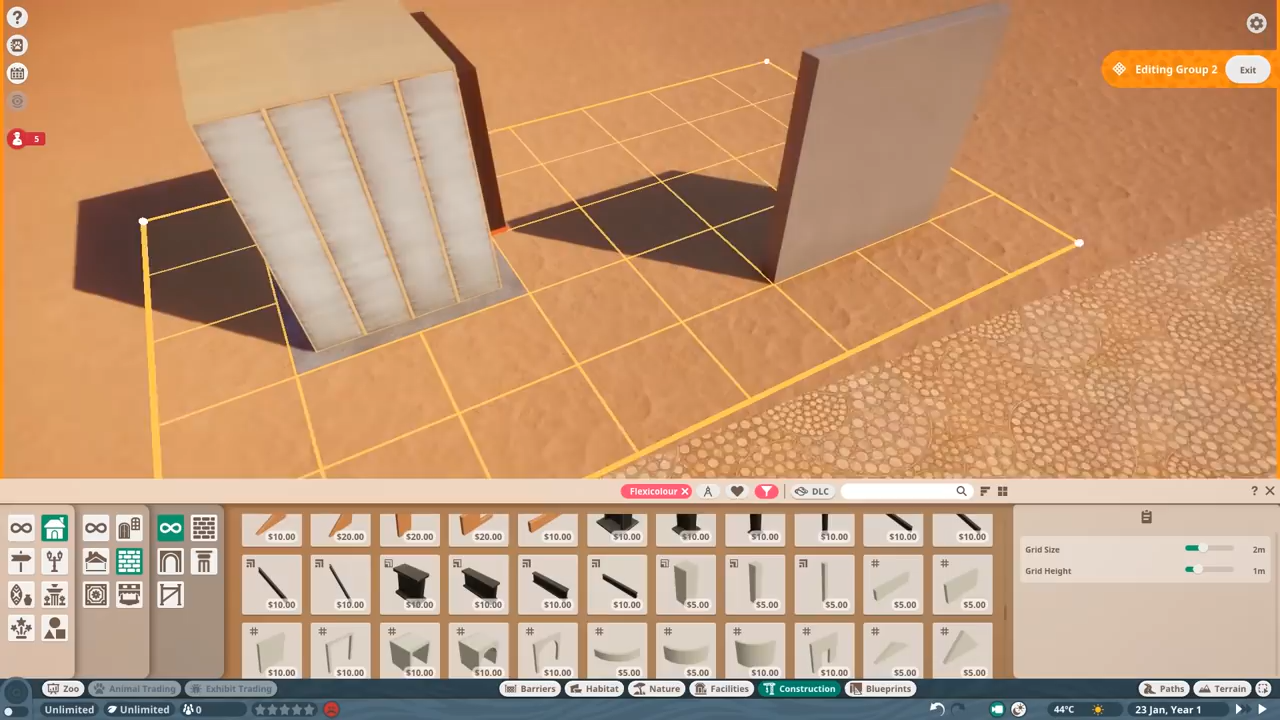 ?
Editing Group 2
Exit
5
Flexicolour ×
DLC
? ×
$10.00 $20.00 $20.00 $20.00 $10.00 $10.00 $10.00 $10.00 $10.00 $10.00 $10.00
$10.00 $10.00 $10.00 $10.00 $10.00 $10.00 $5.00 $5.00 $5.00 $10.00 $10.00
$10.00 $10.00 $10.00 $10.00 $10.00 $5.00 $5.00 $10.00 $10.00 $5.00 $5.00
Grid Size 2m
Grid Height 1m
Zoo Animal Trading Exhibit Trading Barriers Habitat Nature Facilities Construction Blueprints Paths Terrain
Unlimited Unlimited 0 44°C 23 Jan, Year 1